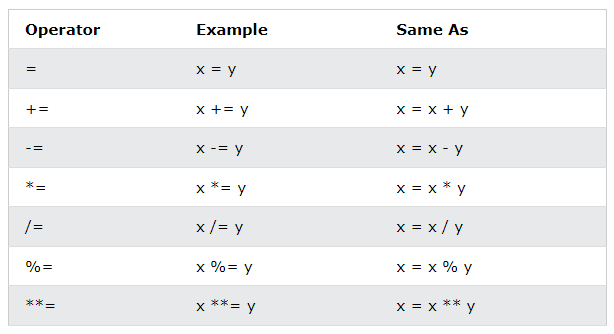 Operator Example Same As
= x = y x = y
+= x += y x = x + y
-= x -= y x = x - y
*= x *= y x = x * y
/= x /= y x = x / y
%= x %= y x = x % y
**= x **= y x = x ** y